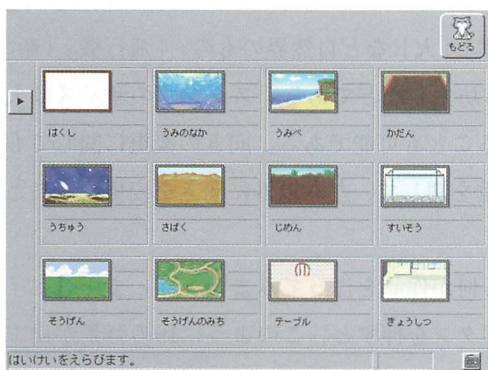 もどる
はくし
うみのなか
うみべ
かだん
うちゅう
さばく
じめん
すいそう
そうげん
そうげんのみち
テーブル
きょうしつ
はいけいをえらびます。